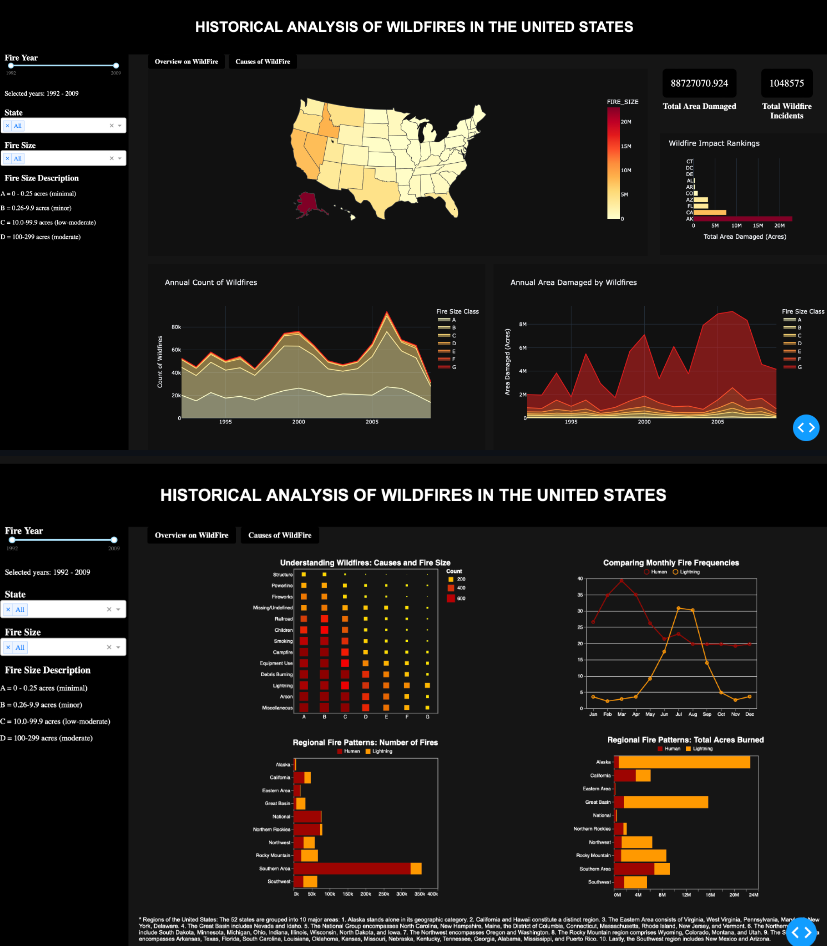 HISTORICAL ANALYSIS OF WILDFIRES IN THE UNITED STATES
Fire Year
1992 2009
Selected years: 1992 - 2009
State
× All × 
Fire Size
× All × 
Fire Size Description
A = 0 - 0.25 acres (minimal)
B = 0.26-9.9 acres (minor)
C = 10.0-99.9 acres (low-moderate)
D = 100-299 acres (moderate)
Overview on WildFire Causes of WildFire
FIRE_SIZE
20M
15M
10M
5M
0
88727070.924
Total Area Damaged
1048575
Total Wildfire
Incidents
Wildfire Impact Rankings
CT
DC
DE
AL
AR
CO
AZ
FL
CA
AK
0 5M 10M 15M 20M
Total Area Damaged (Acres)
Annual Count of Wildfires
Count of Wildfires
80k
60k
40k
20k
0
1995 2000 2005
Fire Size Class
A
B
C
D
E
F
G
Annual Area Damaged by Wildfires
Area Damaged (Acres)
8M
6M
4M
2M
0
1995 2000 2005
Fire Size Class
A
B
C
D
E
F
G
HISTORICAL ANALYSIS OF WILDFIRES IN THE UNITED STATES
Fire Year
1992 2009
Selected years: 1992 - 2009
State
× All × 
Fire Size
× All × 
Fire Size Description
A = 0 - 0.25 acres (minimal)
B = 0.26-9.9 acres (minor)
C = 10.0-99.9 acres (low-moderate)
D = 100-299 acres (moderate)
Overview on WildFire Causes of WildFire
Understanding Wildfires: Causes and Fire Size
Structure
Powerline
Fireworks
Missing/Undefined
Railroad
Children
Smoking
Campfire
Equipment Use
Debris Burning
Lightning
Arson
Miscellaneous
A B C D E F G
Count
200
400
600
Comparing Monthly Fire Frequencies
Human Lightning
40
35
30
25
20
15
10
5
0
Jan Feb Mar Apr May Jun Jul Aug Sep Oct Nov Dec
Regional Fire Patterns: Number of Fires
Human Lightning
Alaska
California
Eastern Area
Great Basin
National
Northern Rockies
Northwest
Rocky Mountain
Southern Area
Southwest
0k 50k 100k 150k 200k 250k 300k 350k 400k
Regional Fire Patterns: Total Acres Burned
Human Lightning
Alaska
California
Eastern Area
Great Basin
National
Northern Rockies
Northwest
Rocky Mountain
Southern Area
Southwest
0M 4M 8M 12M 16M 20M 24M
* Regions of the United States: The 52 states are grouped into 10 major areas: 1. Alaska stands alone in its geographic category. 2. California and Hawaii constitute a distinct region. 3. The Eastern Area consists of Virginia, West Virginia, Pennsylvania, New
York, Delaware. 4. The Great Basin includes Nevada and Idaho. 5. The National Group encompasses North Carolina, New Hampshire, Maine, the District of Columbia, Connecticut, Massachusetts, Rhode Island, New Jersey, and Vermont. 6. The
include South Dakota, Minnesota, Michigan, Ohio, Indiana, Illinois, Wisconsin, North Dakota, and Iowa. 7. The Northwest encompasses Oregon and Washington. 8. The Rocky Mountain region comprises Wyoming, Colorado, Montana, and Utah. 9. The
encompasses Arkansas, Texas, Florida, South Carolina, Louisiana, Oklahoma, Kansas, Missouri, Nebraska, Kentucky, Tennessee, Georgia, Alabama, Mississippi, and Puerto Rico. 10. Lastly, the Southwest region includes New Mexico and Arizona.